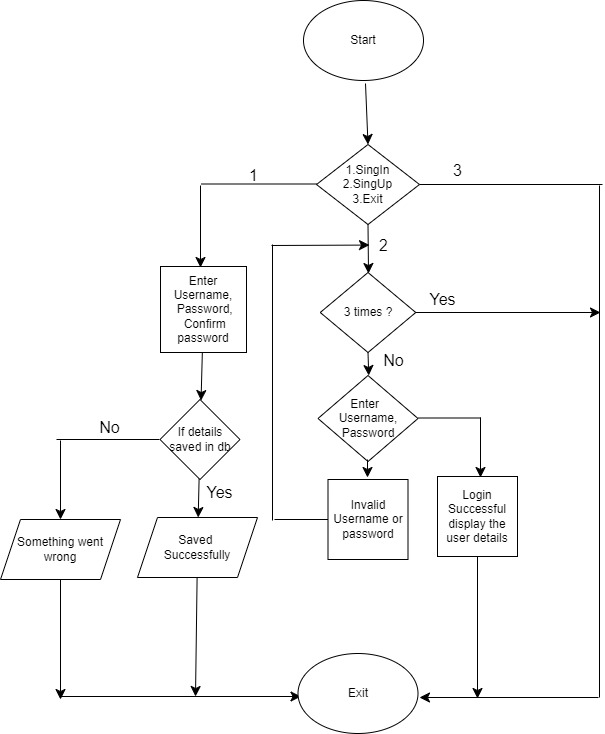 Start
1.SingIn
2.SingUp
3.Exit
1
3
2
Enter
Username,
Password,
Confirm
password
3 times ?
Yes
No
Enter
Username,
Password
If details
saved in db
No
Yes
Something went
wrong
Saved
Successfully
Invalid
Username or
password
Login
Successful
display the
user details
Exit